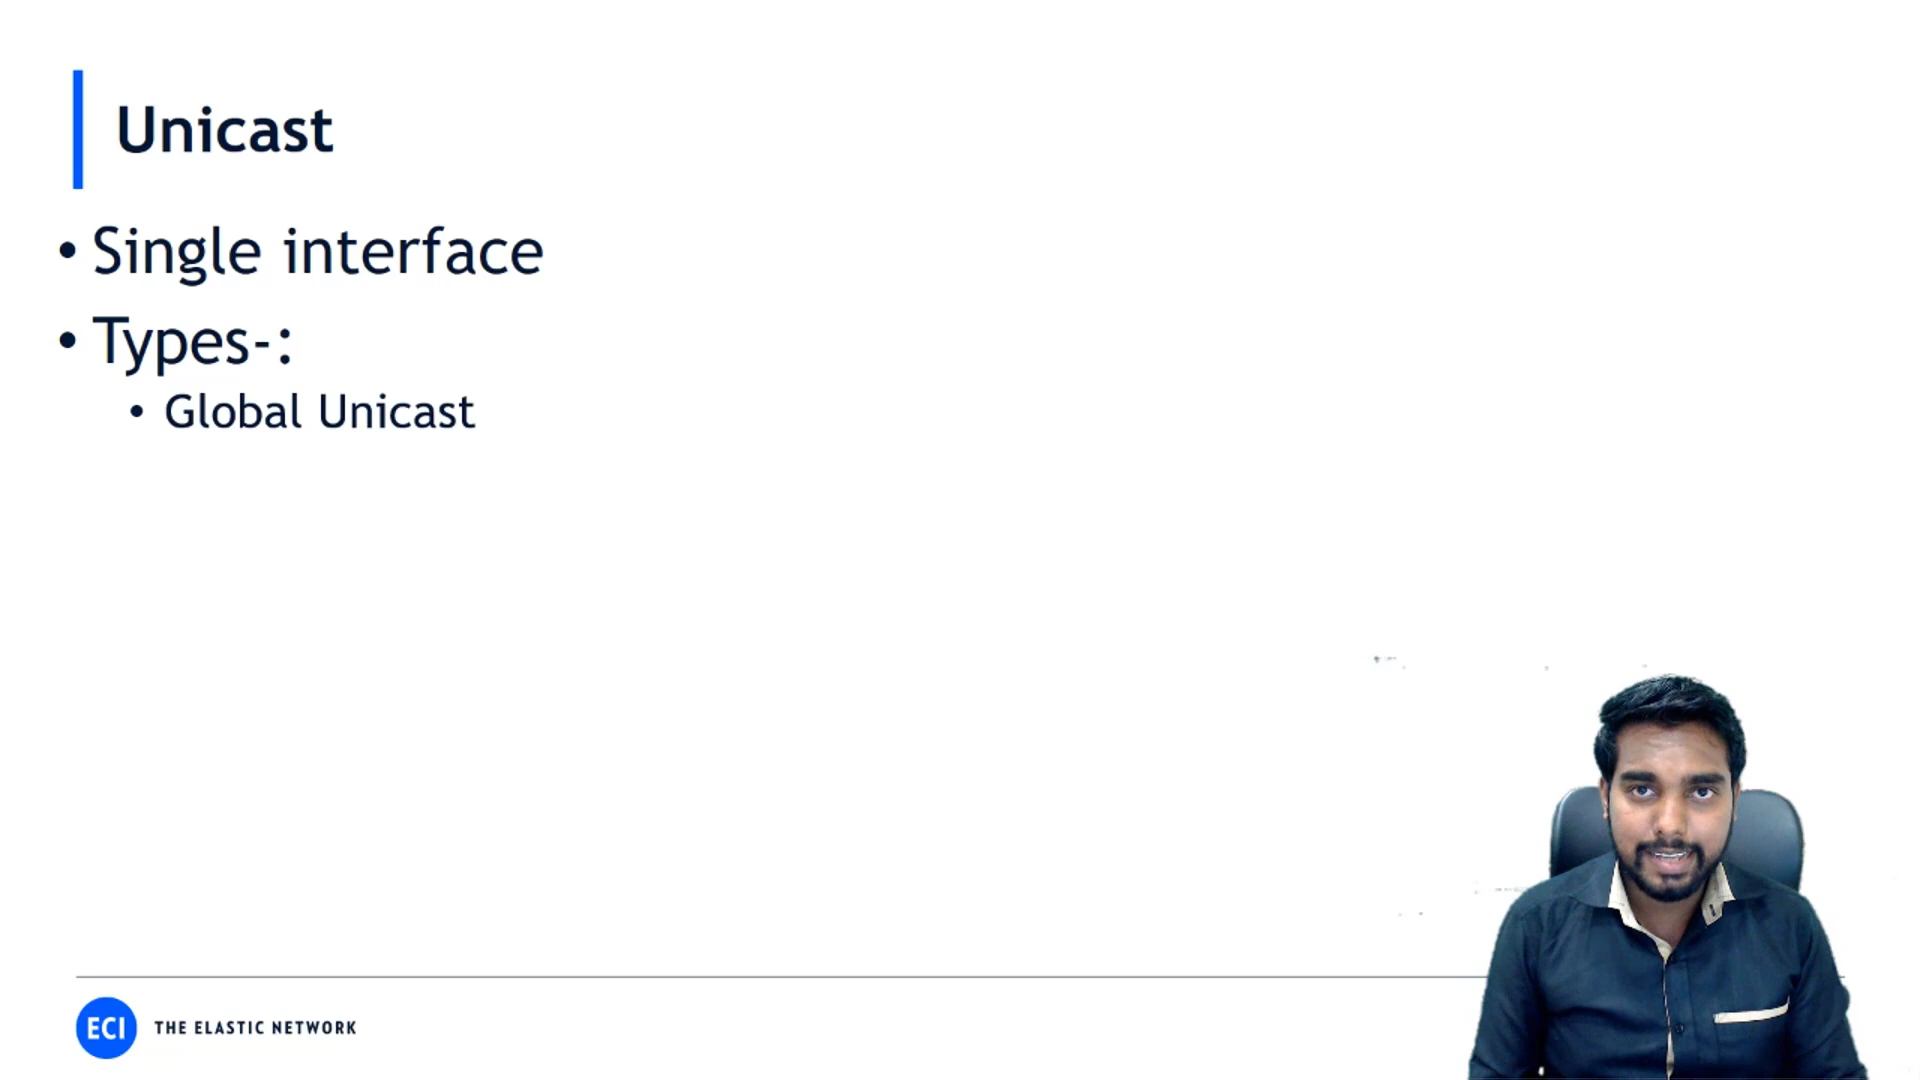 Unicast
• Single interface
• Types-:
• Global Unicast
ECI THE ELASTIC NETWORK